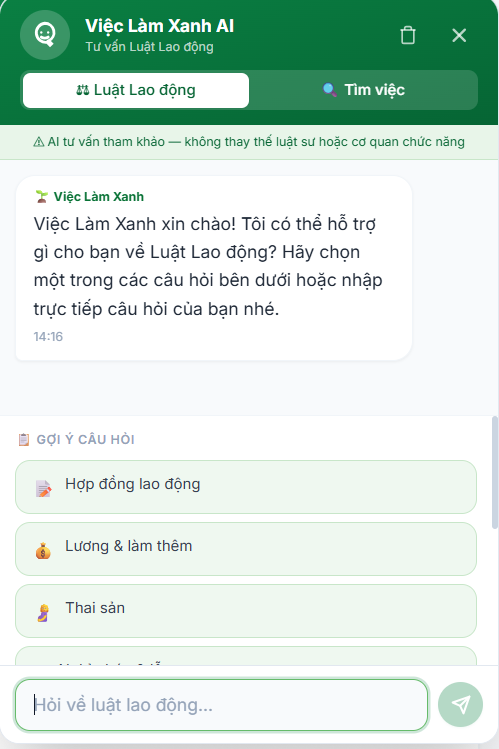 Việc Làm Xanh AI
Tư vấn Luật Lao động
Luật Lao động
Tìm việc
AI tư vấn tham khảo — không thay thế luật sư hoặc cơ quan chức năng
Việc Làm Xanh
Việc Làm Xanh xin chào! Tôi có thể hỗ trợ
gì cho bạn về Luật Lao động? Hãy chọn
một trong các câu hỏi bên dưới hoặc nhập
trực tiếp câu hỏi của bạn nhé.
14:16
GỢI Ý CÂU HỎI
Hợp đồng lao động
Lương & làm thêm
Thai sản
Hỏi về luật lao động...